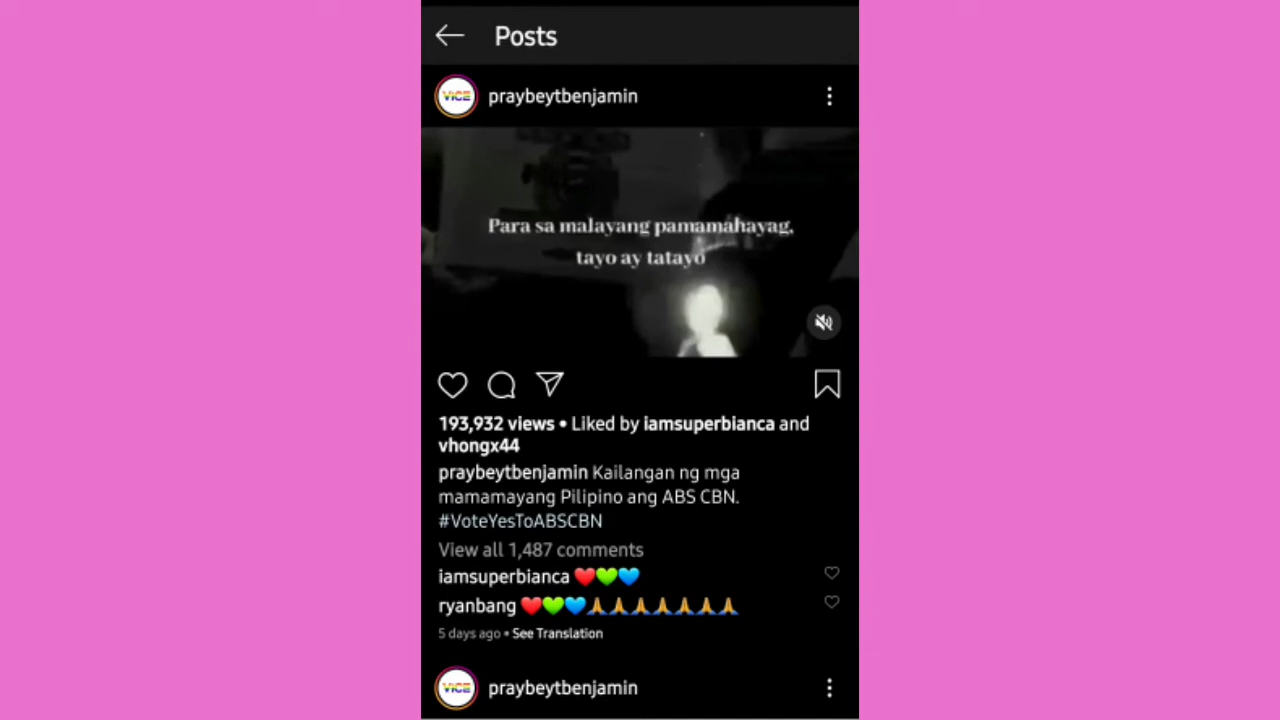 Posts
VICE praybeytbenjamin
Para sa malayang pamamahayag,
tayo ay tatayo
193,932 views • Liked by iamsuperbianca and
vhongx44
praybeytbenjamin Kailangan ng mga
mamamayang Pilipino ang ABS CBN.
#VoteYesToABSCBN
View all 1,487 comments
iamsuperbianca ❤️💚💙
ryanbang ❤️💚💙🙏🙏🙏🙏🙏🙏🙏
5 days ago • See Translation
VICE praybeytbenjamin